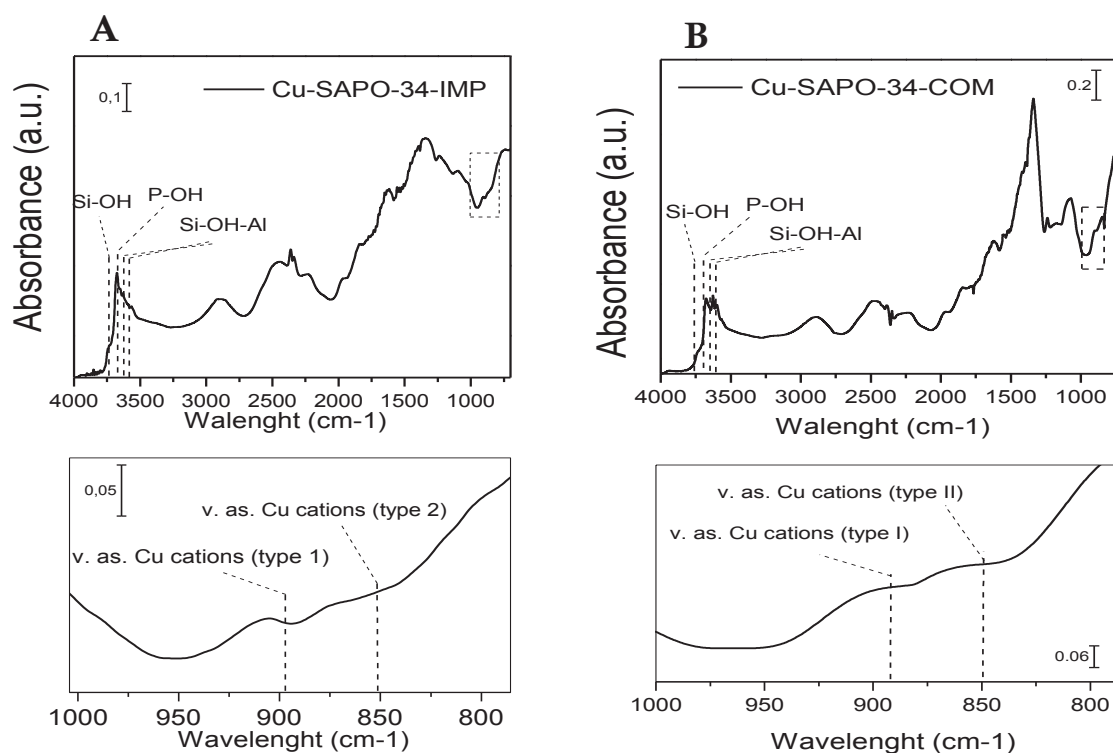 A
Cu-SAPO-34-IMP
0,1
Si-OH
P-OH
Si-OH-Al
Absorbance (a.u.)
4000 3500 3000 2500 2000 1500 1000
Walenght (cm-1)
B
Cu-SAPO-34-COM
0.2
Si-OH
P-OH
Si-OH-Al
Absorbance (a.u.)
4000 3500 3000 2500 2000 1500 1000
Walenght (cm-1)
0,05
v. as. Cu cations (type 2)
v. as. Cu cations (type 1)
1000 950 900 850 800
Wavelenght (cm-1)
v. as. Cu cations (type II)
v. as. Cu cations (type I)
0.06
1000 950 900 850 800
Wavelenght (cm-1)